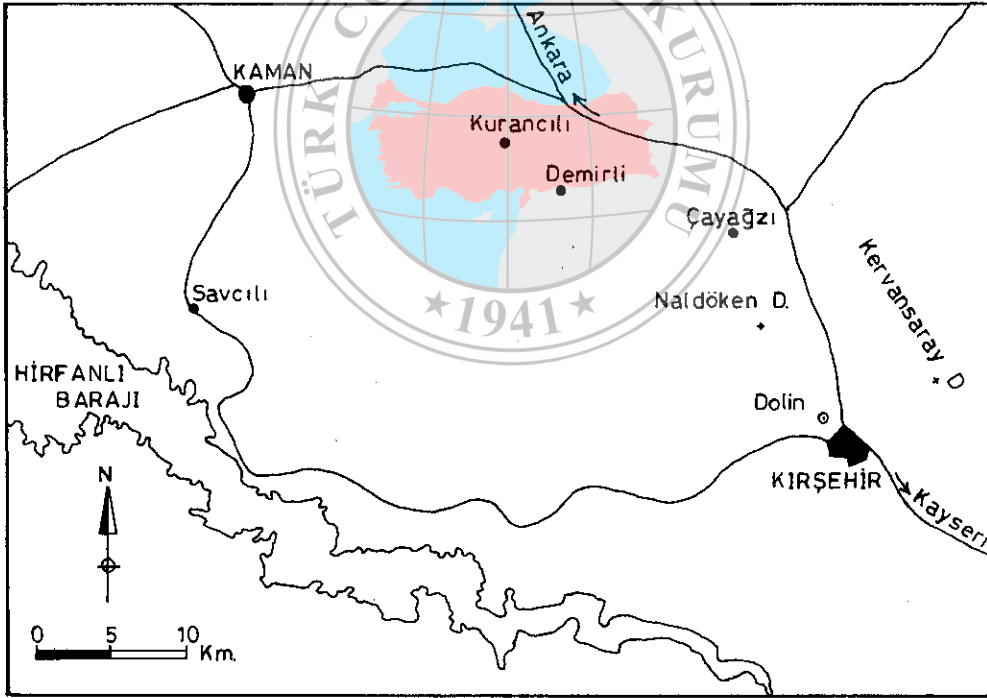 Ankara
KAMAN
Kurancılı
Demirli
Çayağzı
Kervansaray D
Savcılı
Naldöken D.
HİRFANLI
BARAJI
Dolin
KIRŞEHİR
Kayseri
N
0 5 10
Km.
TÜRK CO
KURUMU
★1941★